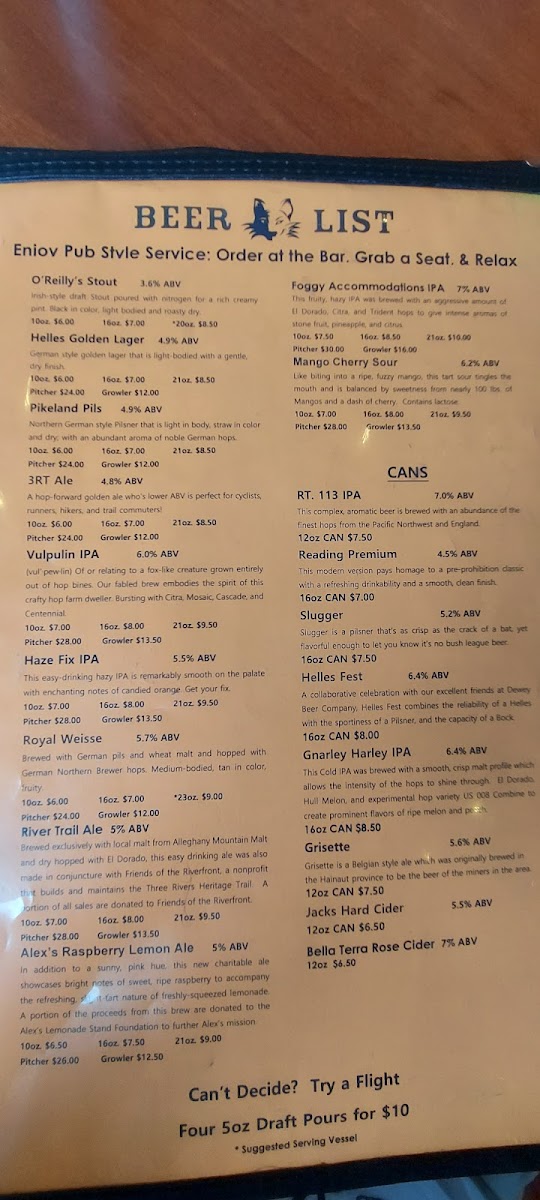 BEER LIST
Enjoy Pub Style Service: Order at the Bar. Grab a Seat. & Relax
O'Reilly's Stout 3.6% ABV
Irish-style draft Stout poured with nitrogen for a rich creamy
pint. Black in color, light bodied and roasty dry.
10oz. $6.00 16oz. $7.00 *20oz. $8.50
Helles Golden Lager 4.9% ABV
German style golden lager that is light-bodied with a gentle,
dry finish.
10oz. $6.00 16oz. $7.00 21oz. $8.50
Pitcher $24.00 Growler $12.00
Pikeland Pils 4.9% ABV
Northern German style Pilsner that is light in body, straw in color
and dry, with an abundant aroma of noble German hops.
10oz. $6.00 16oz. $7.00 21oz. $8.50
Pitcher $24.00 Growler $12.00
3RT Ale 4.8% ABV
A hop-forward golden ale who's lower ABV is perfect for cyclists,
runners, hikers, and trail commuters!
10oz. $6.00 16oz. $7.00 21oz. $8.50
Pitcher $24.00 Growler $12.00
Vulpulin IPA 6.0% ABV
(vul' pew-lin) Of or relating to a fox-like creature grown entirely
out of hop bines. Our fabled brew embodies the spirit of this
crafty hop farm dweller. Bursting with Citra, Mosaic, Cascade, and
Centennial.
10oz. $7.00 16oz. $8.00 21oz. $9.50
Pitcher $28.00 Growler $13.50
Haze Fix IPA 5.5% ABV
This easy-drinking hazy IPA is remarkably smooth on the palate
with enchanting notes of candied orange. Get your fix.
10oz. $7.00 16oz. $8.00 21oz. $9.50
Pitcher $28.00 Growler $13.50
Royal Weisse 5.7% ABV
Brewed with German pils and wheat malt and hopped with
German Northern Brewer hops. Medium-bodied, tan in color,
fruity.
10oz. $6.00 16oz. $7.00 *23oz. $9.00
Pitcher $24.00 Growler $12.00
River Trail Ale 5% ABV
Brewed exclusively with local malt from Alleghany Mountain Malt
and dry hopped with El Dorado, this easy drinking ale was also
made in conjuncture with Friends of the Riverfront, a nonprofit
that builds and maintains the Three Rivers Heritage Trail. A
portion of all sales are donated to Friends of the Riverfront.
10oz. $7.00 16oz. $8.00 21oz. $9.50
Pitcher $28.00 Growler $13.50
Alex's Raspberry Lemon Ale 5% ABV
In addition to a sunny, pink hue, this new charitable ale
showcases bright notes of sweet, ripe raspberry to accompany
the refreshing, tart nature of freshly-squeezed lemonade.
A portion of the proceeds from this brew are donated to the
Alex's Lemonade Stand Foundation to further Alex's mission.
10oz. $6.50 16oz. $7.50 21oz. $9.00
Pitcher $26.00 Growler $12.50
Foggy Accommodations IPA 7% ABV
This fruity, hazy IPA was brewed with an aggressive amount of
El Dorado, Citra, and Trident hops to give intense aromas of
stone fruit, pineapple, and citrus.
10oz. $7.50 16oz. $8.50 21oz. $10.00
Pitcher $30.00 Growler $16.00
Mango Cherry Sour 6.2% ABV
Like biting into a ripe, fuzzy mango, this tart sour tingles the
mouth and is balanced by sweetness from nearly 100 lbs. of
Mangos and a dash of cherry. Contains lactose.
10oz. $7.00 16oz. $8.00 21oz. $9.50
Pitcher $28.00 Growler $13.50
CANS
RT. 113 IPA 7.0% ABV
This complex, aromatic beer is brewed with an abundance of the
finest hops from the Pacific Northwest and England.
12oz CAN $7.50
Reading Premium 4.5% ABV
This modern version pays homage to a pre-prohibition classic
with a refreshing drinkability and a smooth, clean finish.
16oz CAN $7.00
Slugger 5.2% ABV
Slugger is a pilsner that's as crisp as the crack of a bat, yet
flavorful enough to let you know it's no bush league beer.
16oz CAN $7.50
Helles Fest 6.4% ABV
A collaborative celebration with our excellent friends at Dewey
Beer Company, Helles Fest combines the reliability of a Helles
with the sportiness of a Pilsner, and the capacity of a Bock.
16oz CAN $8.00
Gnarley Harley IPA 6.4% ABV
This Cold IPA was brewed with a smooth, crisp malt profile which
allows the intensity of the hops to shine through. El Dorado,
Hull Melon, and experimental hop variety US 008 Combine to
create prominent flavors of ripe melon and peach.
16oz CAN $8.50
Grisette 5.6% ABV
Grisette is a Belgian style ale which was originally brewed in
the Hainaut province to be the beer of the miners in the area.
12oz CAN $7.50
Jacks Hard Cider 5.5% ABV
12oz CAN $6.50
Bella Terra Rose Cider 7% ABV
12oz $6.50
Can't Decide? Try a Flight
Four 5oz Draft Pours for $10
* Suggested Serving Vessel